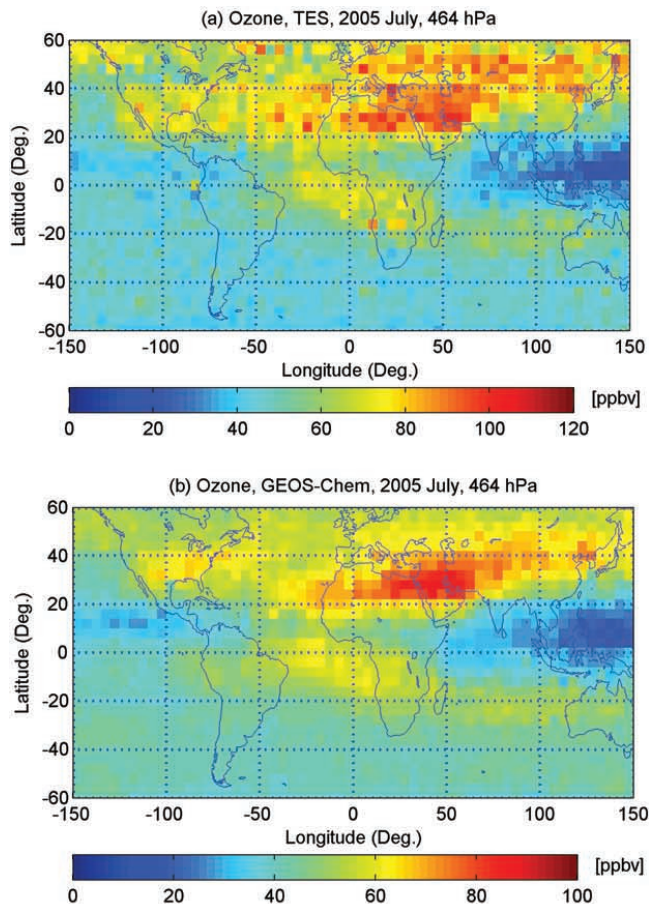 (a) Ozone, TES, 2005 July, 464 hPa
60
40
20
0
-20
-40
-60
Latitude (Deg.)
-150 -100 -50 0 50 100 150
Longitude (Deg.)
[ppbv]
0 20 40 60 80 100 120
(b) Ozone, GEOS-Chem, 2005 July, 464 hPa
60
40
20
0
-20
-40
-60
Latitude (Deg.)
-150 -100 -50 0 50 100 150
Longitude (Deg.)
[ppbv]
0 20 40 60 80 100